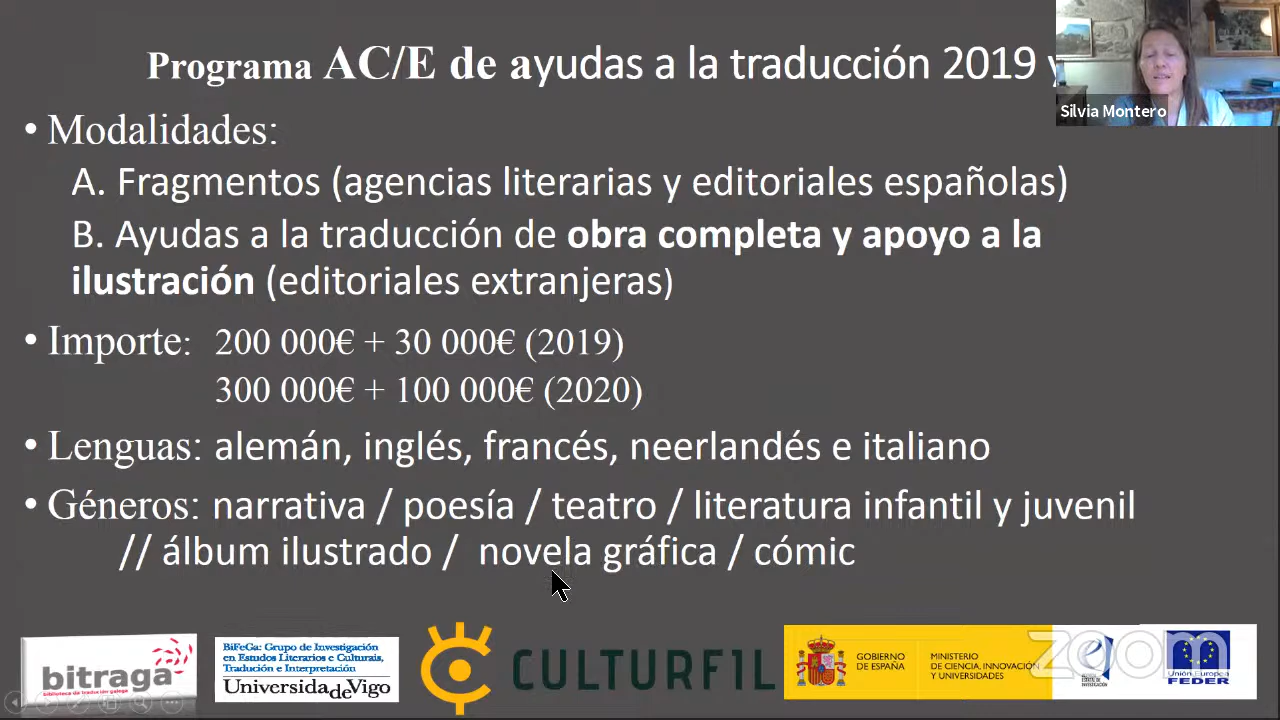 Programa AC/E de ayudas a la traducción 2019 y
Silvia Montero
• Modalidades:
A. Fragmentos (agencias literarias y editoriales españolas)
B. Ayudas a la traducción de obra completa y apoyo a la
ilustración (editoriales extranjeras)
• Importe: 200 000€ + 30 000€ (2019)
300 000€ + 100 000€ (2020)
• Lenguas: alemán, inglés, francés, neerlandés e italiano
• Géneros: narrativa / poesía / teatro / literatura infantil y juvenil
// álbum ilustrado / novela gráfica / cómic
bitraga
biblioteca de tradución galega
BiFeGa: Grupo de Investigación
en Estudios Literarios e Culturais,
Tradución e Interpretación
Universidade de Vigo
CULTURFIL
GOBIERNO
DE ESPAÑA
MINISTERIO
DE CIENCIA, INNOVACIÓN
Y UNIVERSIDADES
zoom
Unión Europea
FEDER